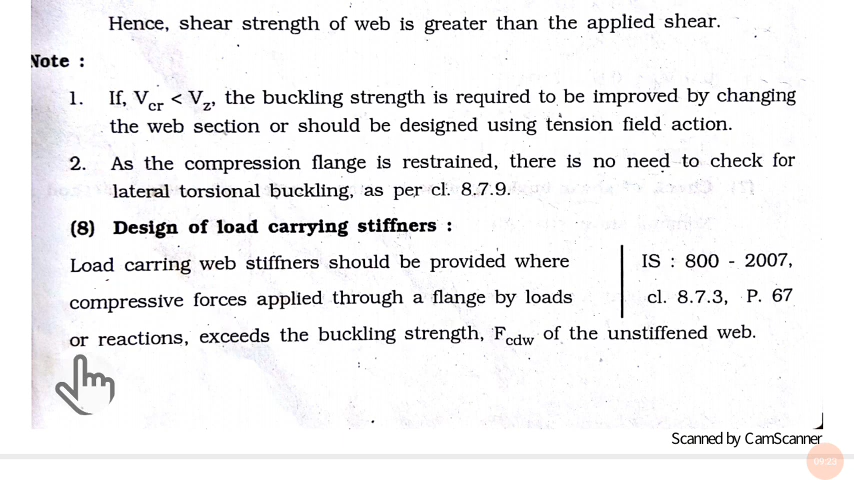 Hence, shear strength of web is greater than the applied shear.
Note :
1. If, Vcr < Vz, the buckling strength is required to be improved by changing
the web section or should be designed using tension field action.
2. As the compression flange is restrained, there is no need to check for
lateral torsional buckling, as per cl. 8.7.9.
(8) Design of load carrying stiffners :
Load carring web stiffners should be provided where
IS : 800 - 2007,
compressive forces applied through a flange by loads
cl. 8.7.3, P. 67
or reactions, exceeds the buckling strength, Fcdw of the unstiffened web.
Scanned by CamScanner
09:23